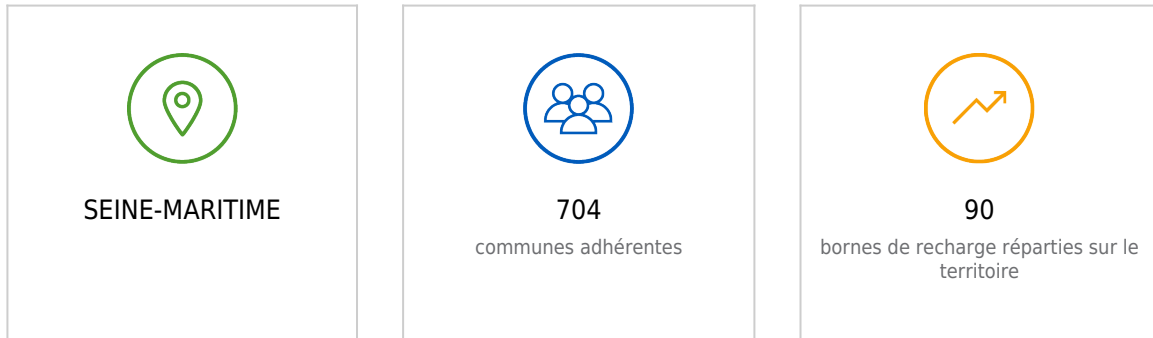 SEINE-MARITIME
704
communes adhérentes
90
bornes de recharge réparties sur le
territoire